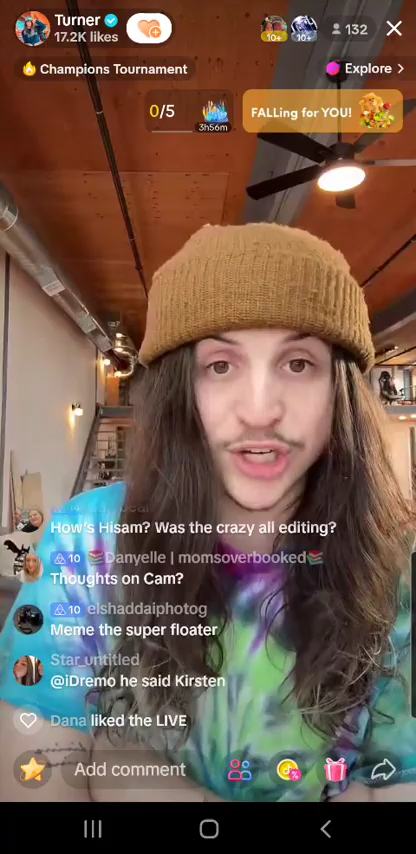 Turner
17.2K likes
10+
10+
132
Champions Tournament
Explore >
0/5
3h56m
FALLing for YOU!
How's Hisam? Was the crazy all editing?
10 Danyelle | momsoverbooked
Thoughts on Cam?
10 elshaddaiphotog
Meme the super floater
Star_untitled
@iDremo he said Kirsten
Dana liked the LIVE
Add comment